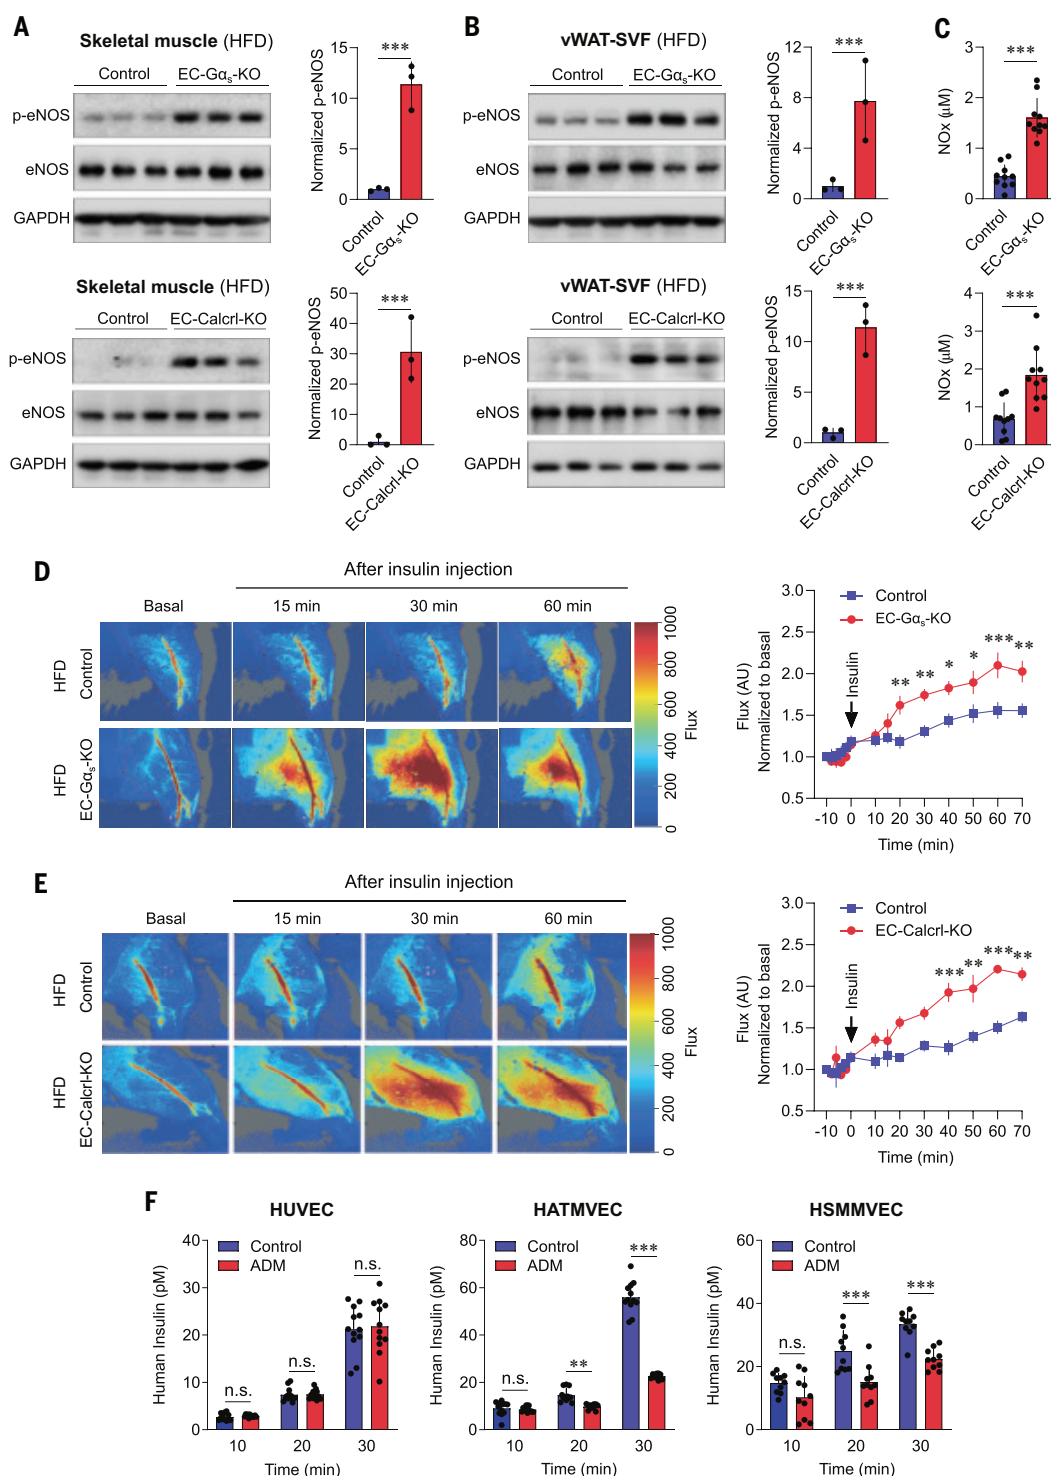 A
Skeletal muscle (HFD)
Control EC-Gαs-KO
p-eNOS
eNOS
GAPDH
Normalized p-eNOS
15
10
5
0
***
Control
EC-Gαs-KO
B
vWAT-SVF (HFD)
Control EC-Gαs-KO
p-eNOS
eNOS
GAPDH
Normalized p-eNOS
12
8
4
0
***
Control
EC-Gαs-KO
C
NOx (μM)
3
2
1
0
***
Control
EC-Gαs-KO
Skeletal muscle (HFD)
Control EC-Calcrl-KO
p-eNOS
eNOS
GAPDH
Normalized p-eNOS
50
40
30
20
10
0
***
Control
EC-Calcrl-KO
vWAT-SVF (HFD)
Control EC-Calcrl-KO
p-eNOS
eNOS
GAPDH
Normalized p-eNOS
15
10
5
0
***
Control
EC-Calcrl-KO
NOx (μM)
4
3
2
1
0
***
Control
EC-Calcrl-KO
D
After insulin injection
Basal 15 min 30 min 60 min
HFD
Control
HFD
EC-Gαs-KO
1000
800
600
400
200
0
Flux
Flux (AU)
Normalized to basal
3.0
2.5
2.0
1.5
1.0
0.5
Control
EC-Gαs-KO
Insulin
** ** * * *** **
-10 0 10 20 30 40 50 60 70
Time (min)
E
After insulin injection
Basal 15 min 30 min 60 min
HFD
Control
HFD
EC-Calcrl-KO
1000
800
600
400
200
0
Flux
Flux (AU)
Normalized to basal
3.0
2.5
2.0
1.5
1.0
0.5
Control
EC-Calcrl-KO
Insulin
*** ** *** **
-10 0 10 20 30 40 50 60 70
Time (min)
F
HUVEC
Human Insulin (pM)
40
30
20
10
0
Control
ADM
n.s. n.s. n.s.
10 20 30
Time (min)
HATMVEC
Human Insulin (pM)
80
60
40
20
0
Control
ADM
n.s. ** ***
10 20 30
Time (min)
HSMMVEC
Human Insulin (pM)
60
40
20
0
Control
ADM
n.s. *** ***
10 20 30
Time (min)